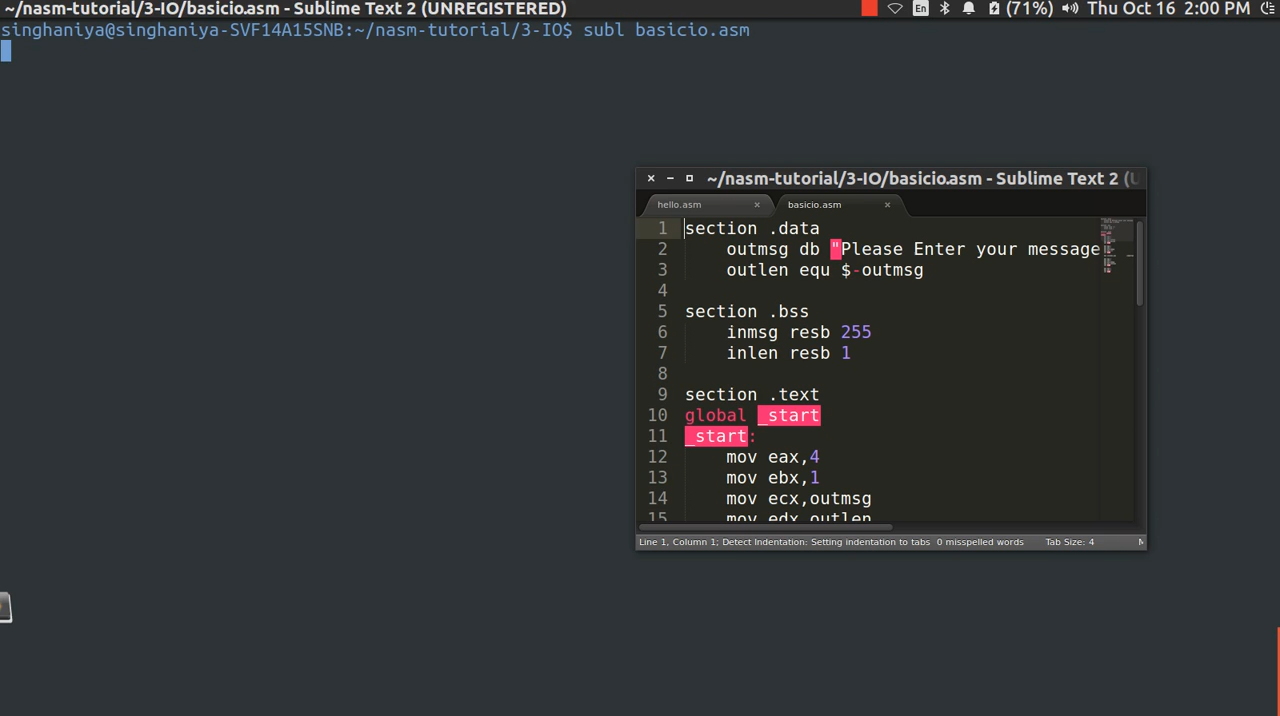 ~/nasm-tutorial/3-IO/basicio.asm - Sublime Text 2 (UNREGISTERED) En (71%) Thu Oct 16 2:00 PM
singhaniya@singhaniya-SVF14A15SNB:~/nasm-tutorial/3-IO$ subl basicio.asm
~/nasm-tutorial/3-IO/basicio.asm - Sublime Text 2 (U
hello.asm basicio.asm
1 section .data
2 outmsg db "Please Enter your message
3 outlen equ $-outmsg
4
5 section .bss
6 inmsg resb 255
7 inlen resb 1
8
9 section .text
10 global _start
11 _start:
12 mov eax,4
13 mov ebx,1
14 mov ecx,outmsg
15 mov edx,outlen
Line 1, Column 1; Detect Indentation: Setting indentation to tabs 0 misspelled words Tab Size: 4